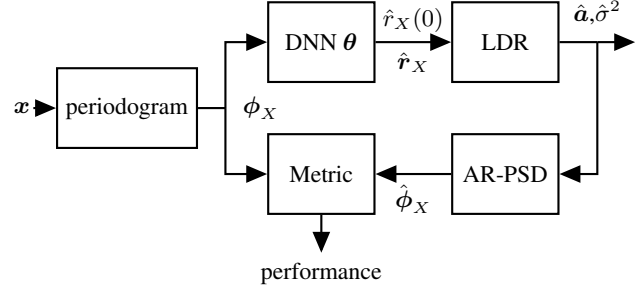 x
periodogram
ϕ_X
DNN θ
r̂_X(0)
r̂_X
LDR
â,σ̂²
Metric
ϕ̂_X
AR-PSD
performance